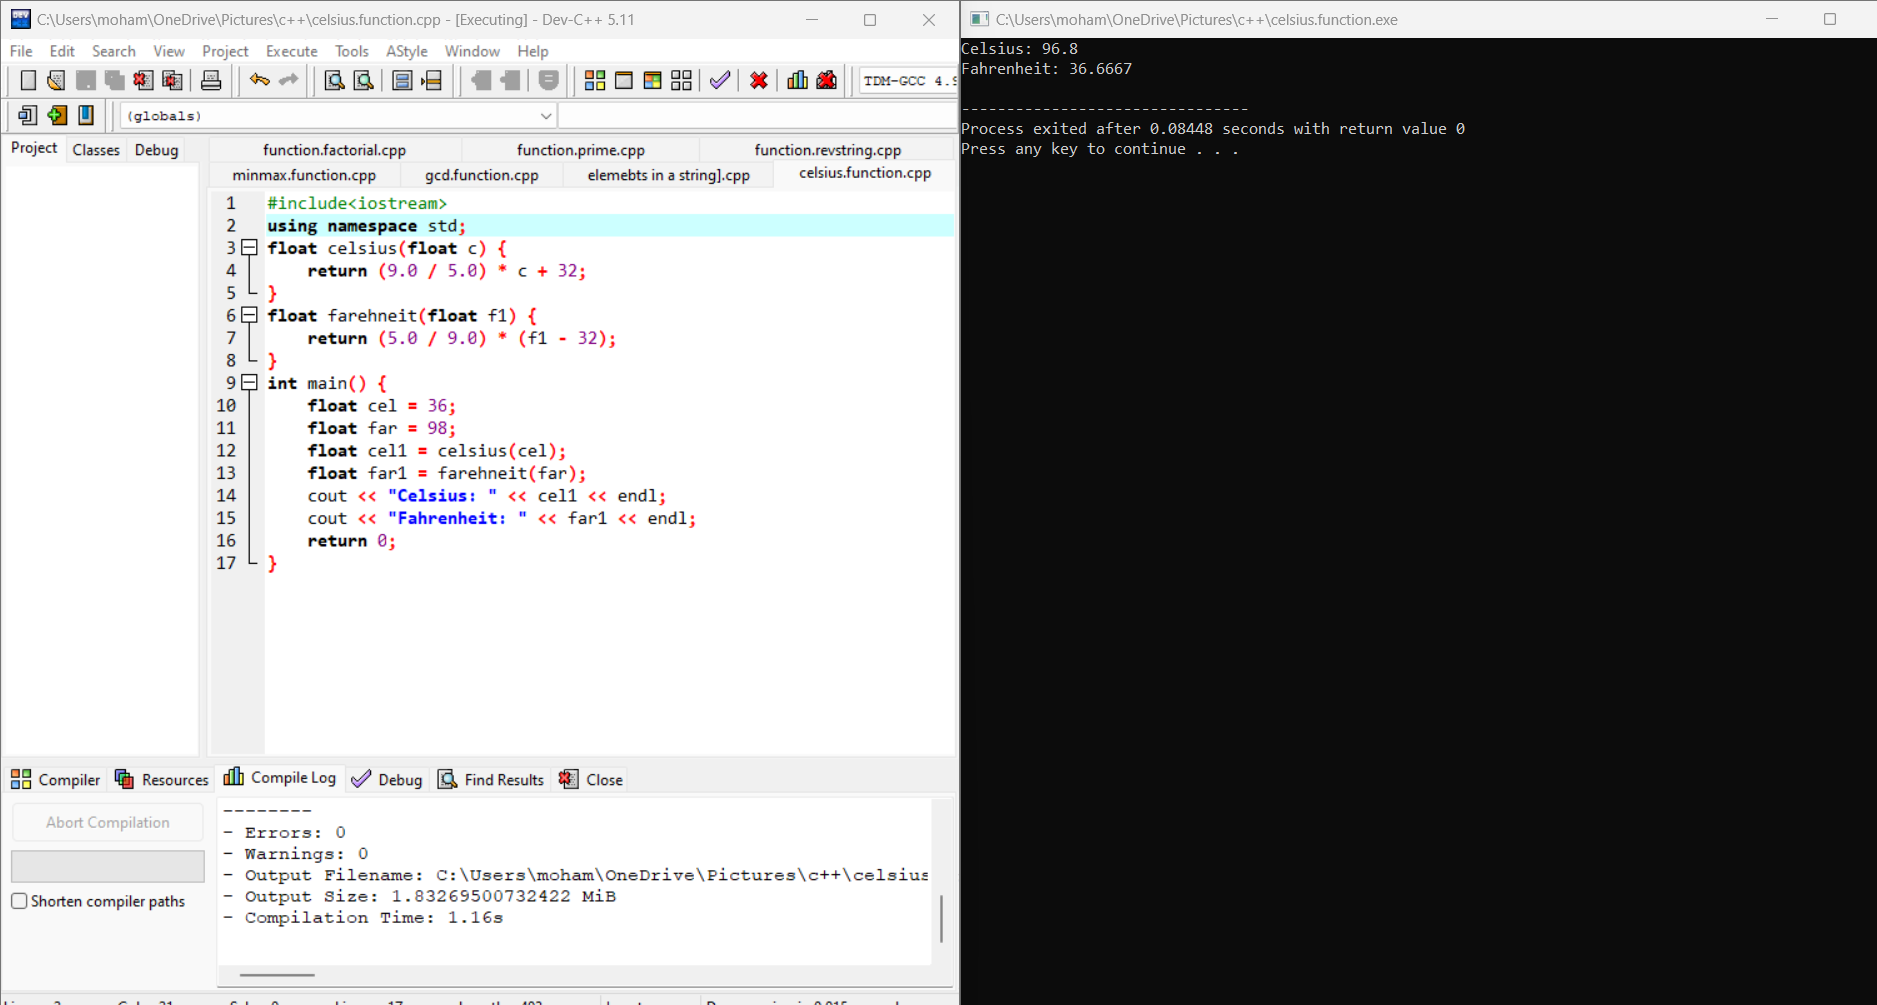 C:\Users\moham\OneDrive\Pictures\c++\celsius.function.cpp - [Executing] - Dev-C++ 5.11
File Edit Search View Project Execute Tools AStyle Window Help
TDM-GCC
(globals)
Project Classes Debug
function.factorial.cpp function.prime.cpp function.revstring.cpp
minmax.function.cpp gcd.function.cpp elemebts in a string].cpp celsius.function.cpp
1 #include<iostream>
2 using namespace std;
3 float celsius(float c) {
4 return (9.0 / 5.0) * c + 32;
5 }
6 float farehneit(float f1) {
7 return (5.0 / 9.0) * (f1 - 32);
8 }
9 int main() {
10 float cel = 36;
11 float far = 98;
12 float cel1 = celsius(cel);
13 float far1 = farehneit(far);
14 cout << "Celsius: " << cel1 << endl;
15 cout << "Fahrenheit: " << far1 << endl;
16 return 0;
17 }
Compiler Resources Compile Log Debug Find Results Close
Abort Compilation
Shorten compiler paths
--------
- Errors: 0
- Warnings: 0
- Output Filename: C:\Users\moham\OneDrive\Pictures\c++\celsius
- Output Size: 1.83269500732422 MiB
- Compilation Time: 1.16s
C:\Users\moham\OneDrive\Pictures\c++\celsius.function.exe
Celsius: 96.8
Fahrenheit: 36.6667
--------------------------------
Process exited after 0.08448 seconds with return value 0
Press any key to continue . . .